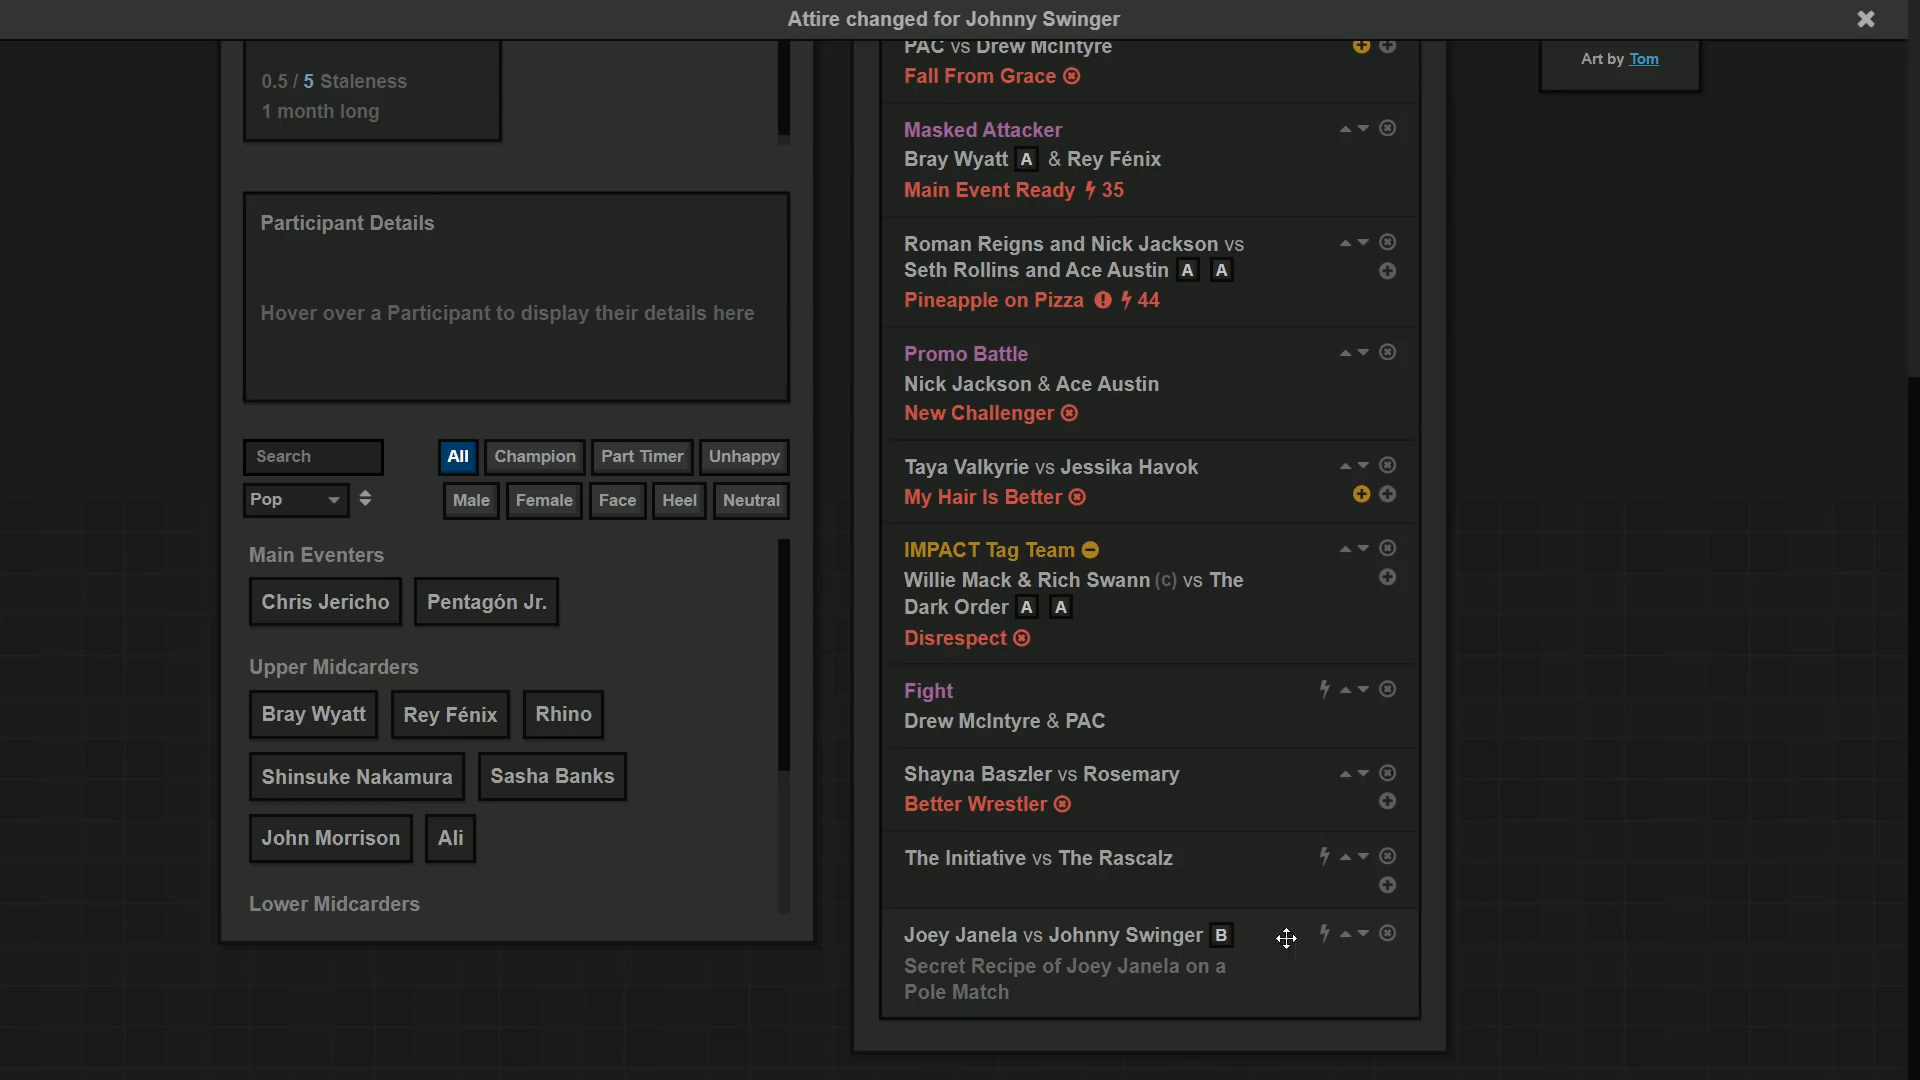 Attire changed for Johnny Swinger
0.5 / 5 Staleness
1 month long
Participant Details
Hover over a Participant to display their details here
Search
All
Champion
Part Timer
Unhappy
Pop
Male
Female
Face
Heel
Neutral
Main Eventers
Chris Jericho
Pentagón Jr.
Upper Midcarders
Bray Wyatt
Rey Fénix
Rhino
Shinsuke Nakamura
Sasha Banks
John Morrison
Ali
Lower Midcarders
PAC vs Drew McIntyre
Fall From Grace
Masked Attacker
Bray Wyatt A & Rey Fénix
Main Event Ready 35
Roman Reigns and Nick Jackson vs
Seth Rollins and Ace Austin A A
Pineapple on Pizza 44
Promo Battle
Nick Jackson & Ace Austin
New Challenger
Taya Valkyrie vs Jessika Havok
My Hair Is Better
IMPACT Tag Team
Willie Mack & Rich Swann (c) vs The
Dark Order A A
Disrespect
Fight
Drew McIntyre & PAC
Shayna Baszler vs Rosemary
Better Wrestler
The Initiative vs The Rascalz
Joey Janela vs Johnny Swinger B
Secret Recipe of Joey Janela on a
Pole Match
Art by Tom